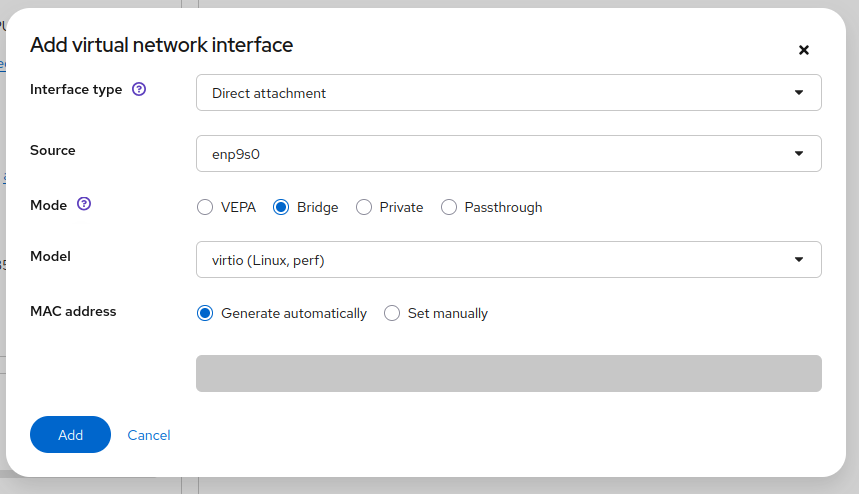 Add virtual network interface
Interface type
Direct attachment
Source
enp9s0
Mode
VEPA Bridge Private Passthrough
Model
virtio (Linux, perf)
MAC address
Generate automatically Set manually
Add Cancel